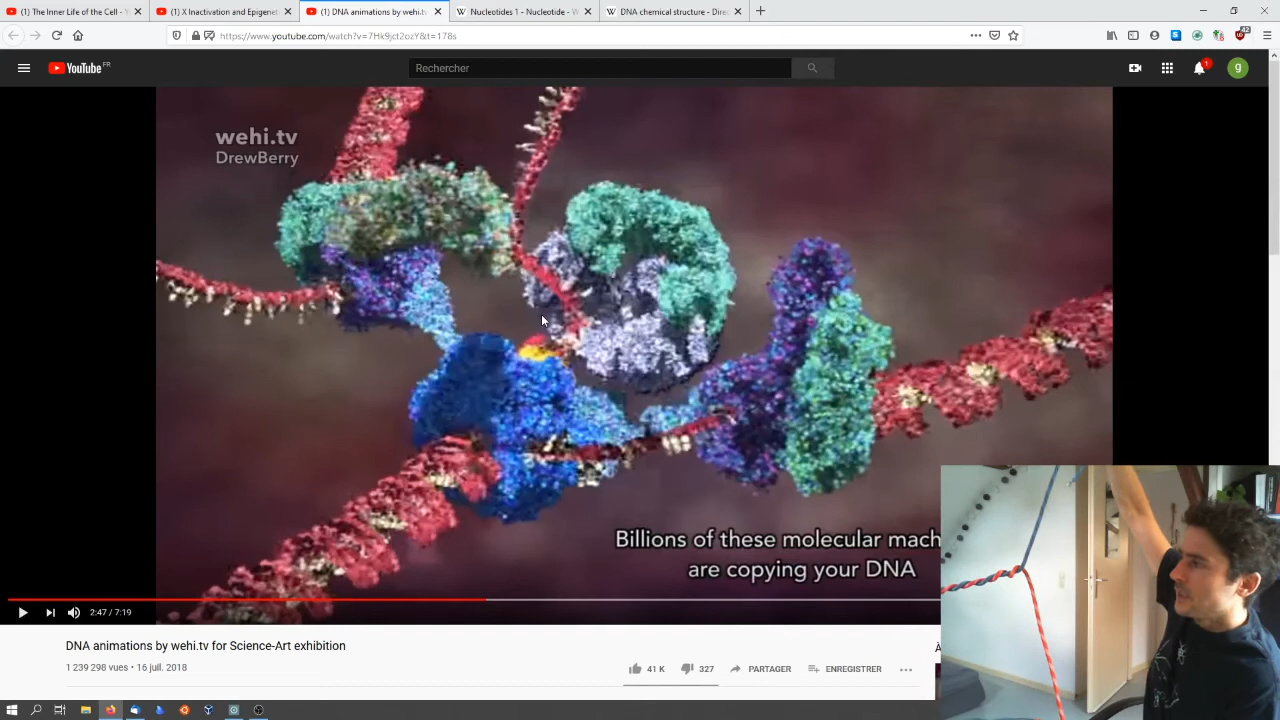 (1) The Inner Life of the Cell - Y
(1) X Inactivation and Epigenet
(1) DNA animations by wehi.tv
Nucleotides 1 - Nucleotide - W
DNA chemical structure - Dire
https://www.youtube.com/watch?v=7Hk9jct2ozY&t=178s
YouTube FR
Rechercher
1
g
wehi.tv
DrewBerry
Billions of these molecular mach
are copying your DNA
2:47 / 7:19
DNA animations by wehi.tv for Science-Art exhibition
1 239 298 vues • 16 juil. 2018
41 K
327
PARTAGER
ENREGISTRER
À